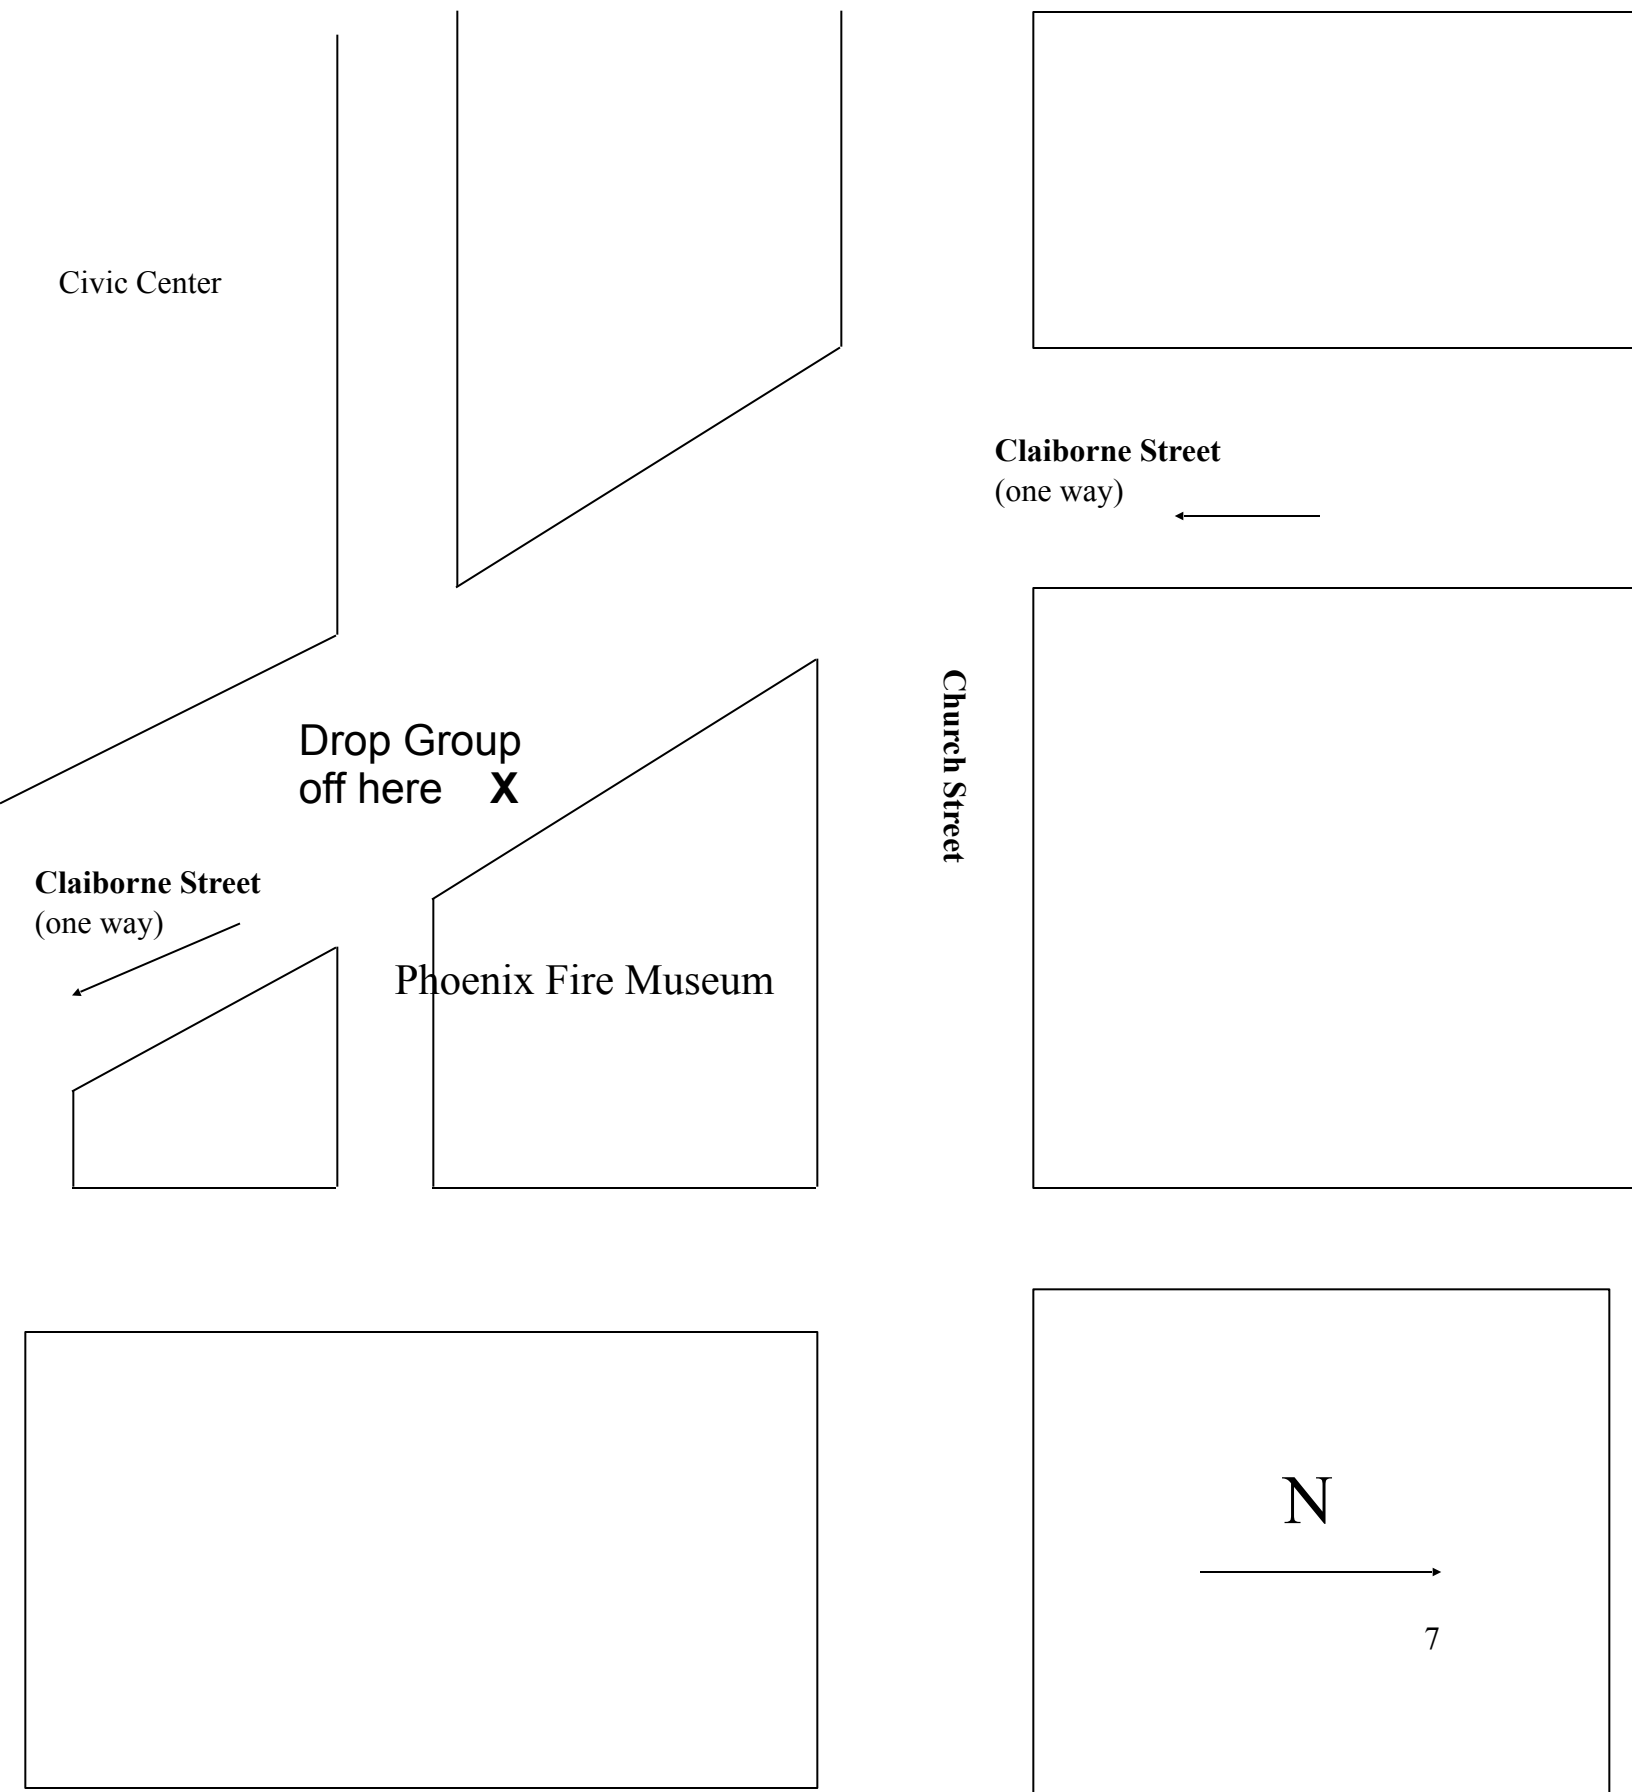 Civic Center
Claiborne Street
(one way)
Church Street
Drop Group
off here X
Claiborne Street
(one way)
Phoenix Fire Museum
N
7